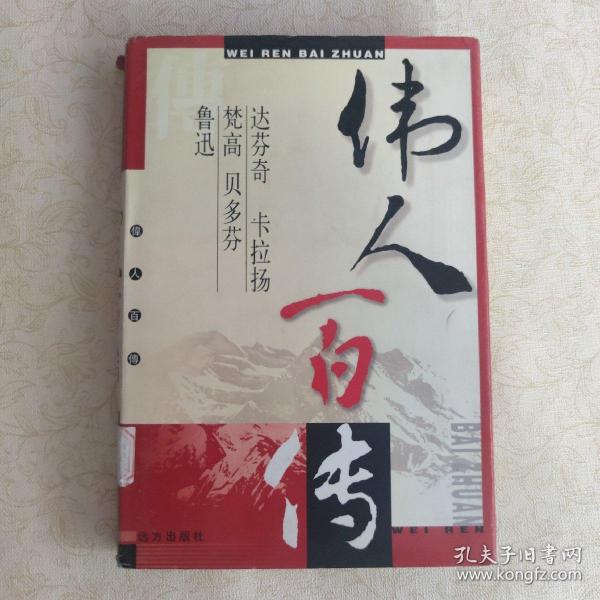 WEI REN BAI ZHUAN
傳
伟人百传
达芬奇 卡拉扬
梵高 贝多芬
鲁迅
偉人百傳
BAI ZHUAN
WEI REN
远方出版社
孔夫子旧书网
www.kongfz.com